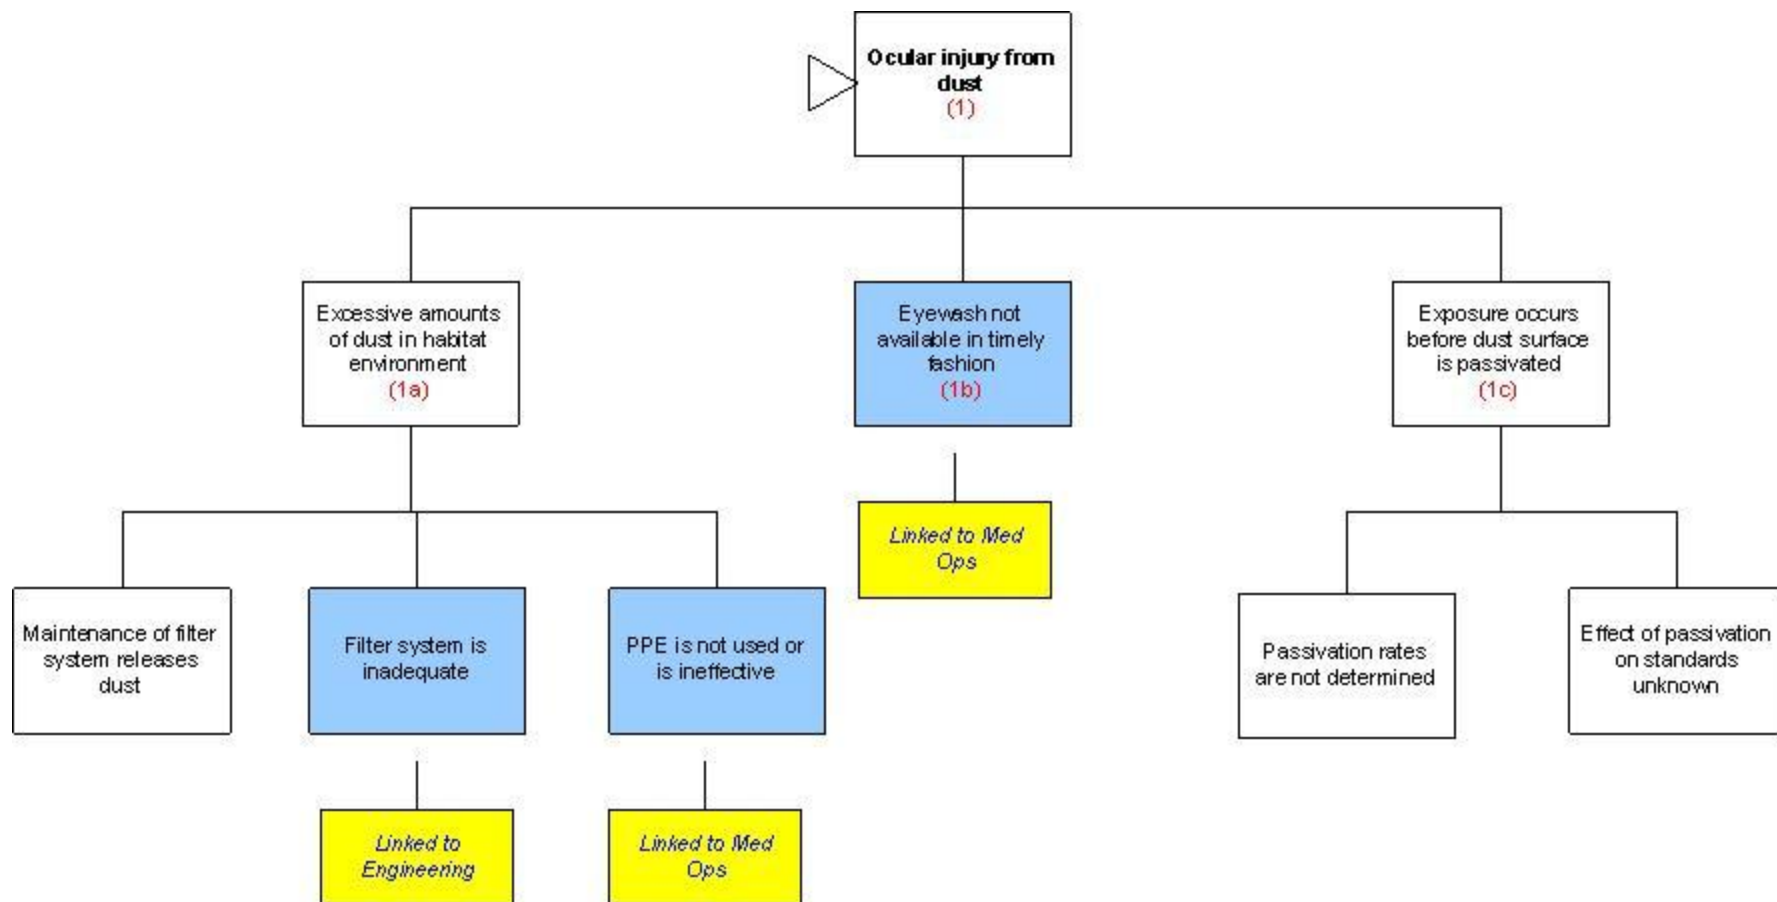 Ocular injury from
dust
(1)
Excessive amounts
of dust in habitat
environment
(1a)
Eyewash not
available in timely
fashion
(1b)
Exposure occurs
before dust surface
is passivated
(1c)
Linked to Med
Ops
Maintenance of filter
system releases
dust
Filter system is
inadequate
PPE is not used or
is ineffective
Passivation rates
are not determined
Effect of passivation
on standards
unknown
Linked to
Engineering
Linked to Med
Ops